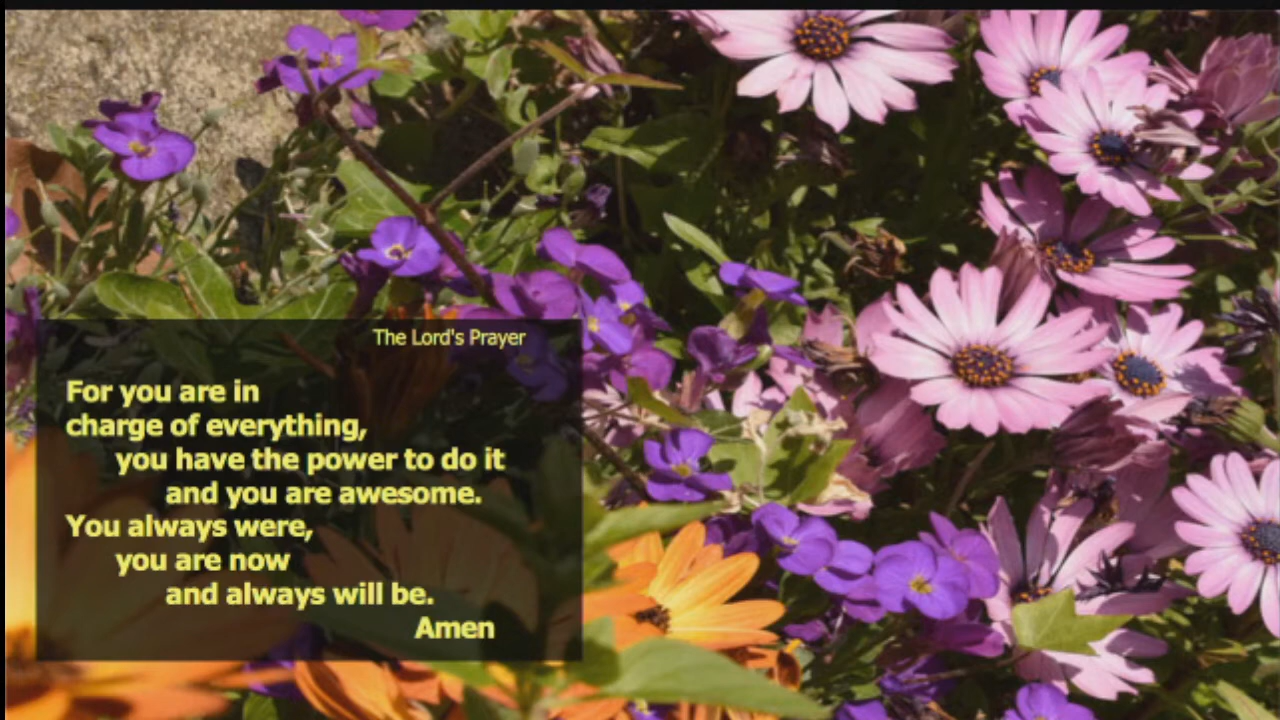 The Lord's Prayer
For you are in
charge of everything,
you have the power to do it
and you are awesome.
You always were,
you are now
and always will be.
Amen